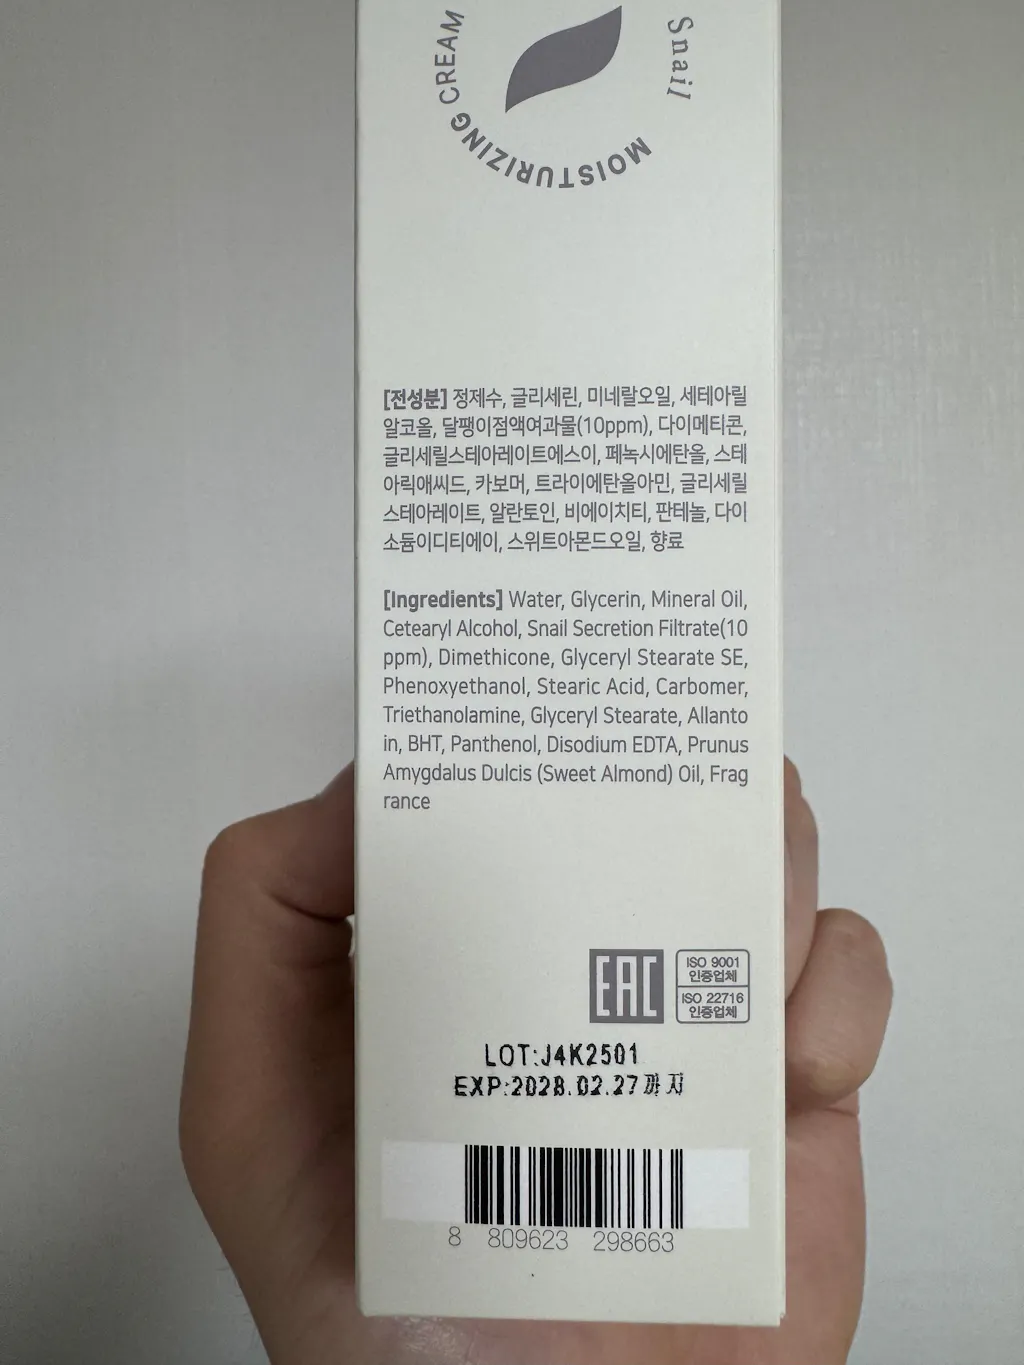 Snail
MOISTURIZING CREAM
[전성분] 정제수, 글리세린, 미네랄오일, 세테아릴
알코올, 달팽이점액여과물(10ppm), 다이메티콘,
글리세릴스테아레이트에스이, 페녹시에탄올, 스테
아릭애씨드, 카보머, 트라이에탄올아민, 글리세릴
스테아레이트, 알란토인, 비에이치티, 판테놀, 다이
소듐이디티에이, 스위트아몬드오일, 향료
[Ingredients] Water, Glycerin, Mineral Oil,
Cetearyl Alcohol, Snail Secretion Filtrate(10
ppm), Dimethicone, Glyceryl Stearate SE,
Phenoxyethanol, Stearic Acid, Carbomer,
Triethanolamine, Glyceryl Stearate, Allanto
in, BHT, Panthenol, Disodium EDTA, Prunus
Amygdalus Dulcis (Sweet Almond) Oil, Frag
rance
EAC
ISO 9001
인증업체
ISO 22716
인증업체
LOT:J4K2501
EXP:2028.02.27까지
8 809623 298663